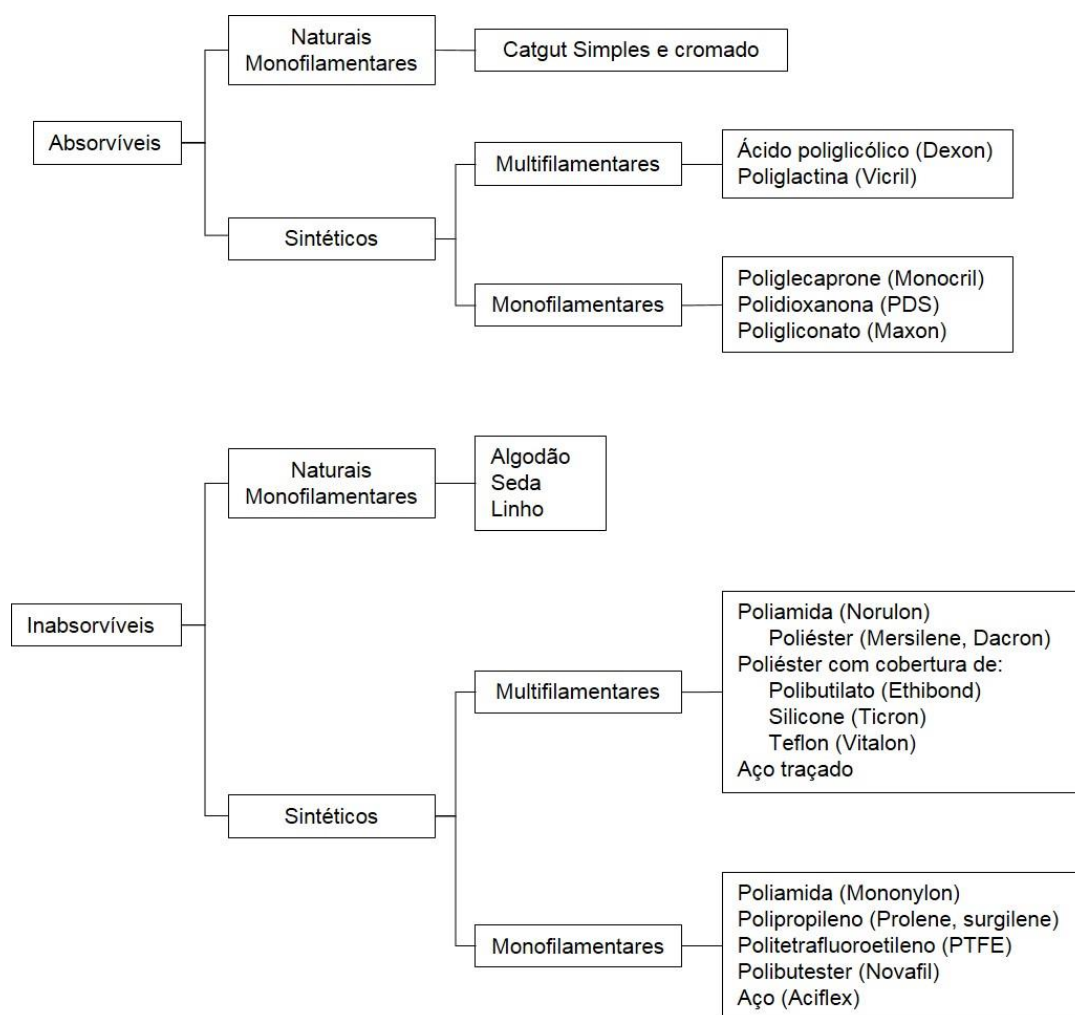 Naturais
Monofilamentares
Catgut Simples e cromado
Absorvíveis
Multifilamentares
Ácido poliglicólico (Dexon)
Poliglactina (Vicril)
Sintéticos
Monofilamentares
Poliglecaprone (Monocril)
Polidioxanona (PDS)
Poligliconato (Maxon)
Naturais
Monofilamentares
Algodão
Seda
Linho
Inabsorvíveis
Multifilamentares
Poliamida (Norulon)
Poliéster (Mersilene, Dacron)
Poliéster com cobertura de:
Polibutilato (Ethibond)
Silicone (Ticron)
Teflon (Vitalon)
Aço traçado
Sintéticos
Monofilamentares
Poliamida (Mononylon)
Polipropileno (Prolene, surgilene)
Politetrafluoroetileno (PTFE)
Polibutester (Novafil)
Aço (Aciflex)